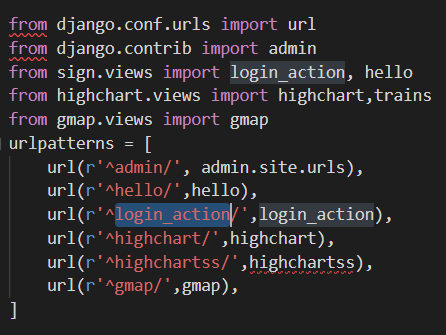 from django.conf.urls import url
from django.contrib import admin
from sign.views import login_action, hello
from highchart.views import highchart,trains
from gmap.views import gmap
urlpatterns = [
    url(r'^admin/', admin.site.urls),
    url(r'^hello/',hello),
    url(r'^login_action/',login_action),
    url(r'^highchart/',highchart),
    url(r'^highchartss/',highchartss),
    url(r'^gmap/',gmap),
]